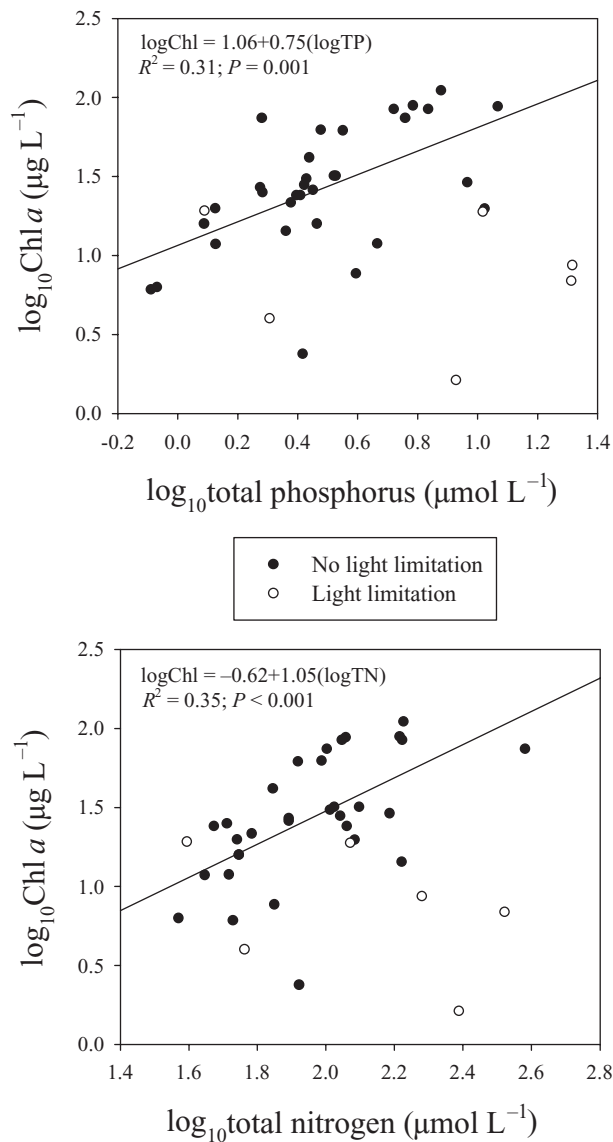 logChl = 1.06+0.75(logTP)
R² = 0.31; P = 0.001
log₁₀Chl a (μg L⁻¹)
2.5
2.0
1.5
1.0
0.5
0.0
-0.2 0.0 0.2 0.4 0.6 0.8 1.0 1.2 1.4
log₁₀total phosphorus (μmol L⁻¹)
No light limitation
Light limitation
logChl = –0.62+1.05(logTN)
R² = 0.35; P < 0.001
log₁₀Chl a (μg L⁻¹)
2.5
2.0
1.5
1.0
0.5
0.0
1.4 1.6 1.8 2.0 2.2 2.4 2.6 2.8
log₁₀total nitrogen (μmol L⁻¹)